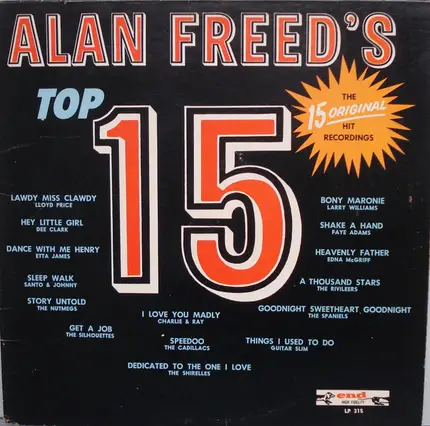 ALAN FREED'S
TOP
15
THE
15 ORIGINAL
HIT
RECORDINGS
LAWDY MISS CLAWDY
LLOYD PRICE
HEY LITTLE GIRL
DEE CLARK
DANCE WITH ME HENRY
ETTA JAMES
SLEEP WALK
SANTO & JOHNNY
STORY UNTOLD
THE NUTMEGS
GET A JOB
THE SILHOUETTES
I LOVE YOU MADLY
CHARLIE & RAY
SPEEDOO
THE CADILLACS
DEDICATED TO THE ONE I LOVE
THE SHIRELLES
BONY MARONIE
LARRY WILLIAMS
SHAKE A HAND
FAYE ADAMS
HEAVENLY FATHER
EDNA McGRIFF
A THOUSAND STARS
THE RIVILEERS
GOODNIGHT SWEETHEART, GOODNIGHT
THE SPANIELS
THINGS I USED TO DO
GUITAR SLIM
end
HIGH FIDELITY
LP 315